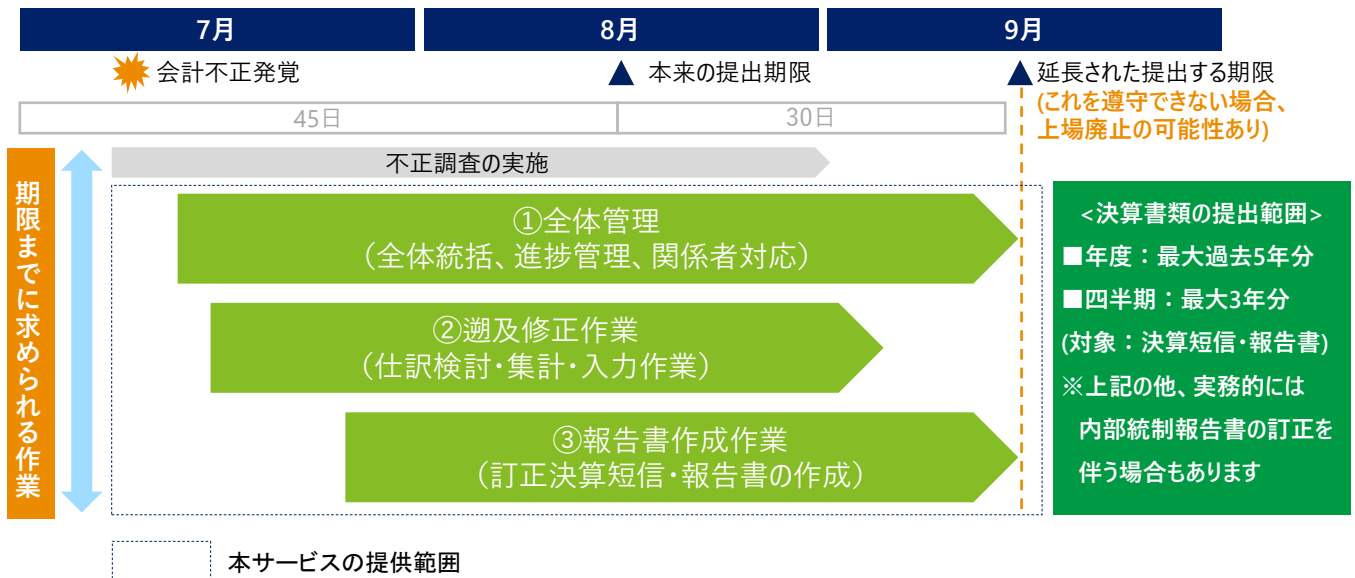 7月
8月
9月
会計不正発覚
本来の提出期限
延長された提出する期限
(これを遵守できない場合、
上場廃止の可能性あり)
45日
30日
期限までに求められる作業
不正調査の実施
①全体管理
（全体統括、進捗管理、関係者対応）
②遡及修正作業
（仕訳検討・集計・入力作業）
③報告書作成作業
（訂正決算短信・報告書の作成）
<決算書類の提出範囲>
■年度：最大過去5年分
■四半期：最大3年分
(対象：決算短信・報告書)
※上記の他、実務的には
内部統制報告書の訂正を
伴う場合もあります
本サービスの提供範囲